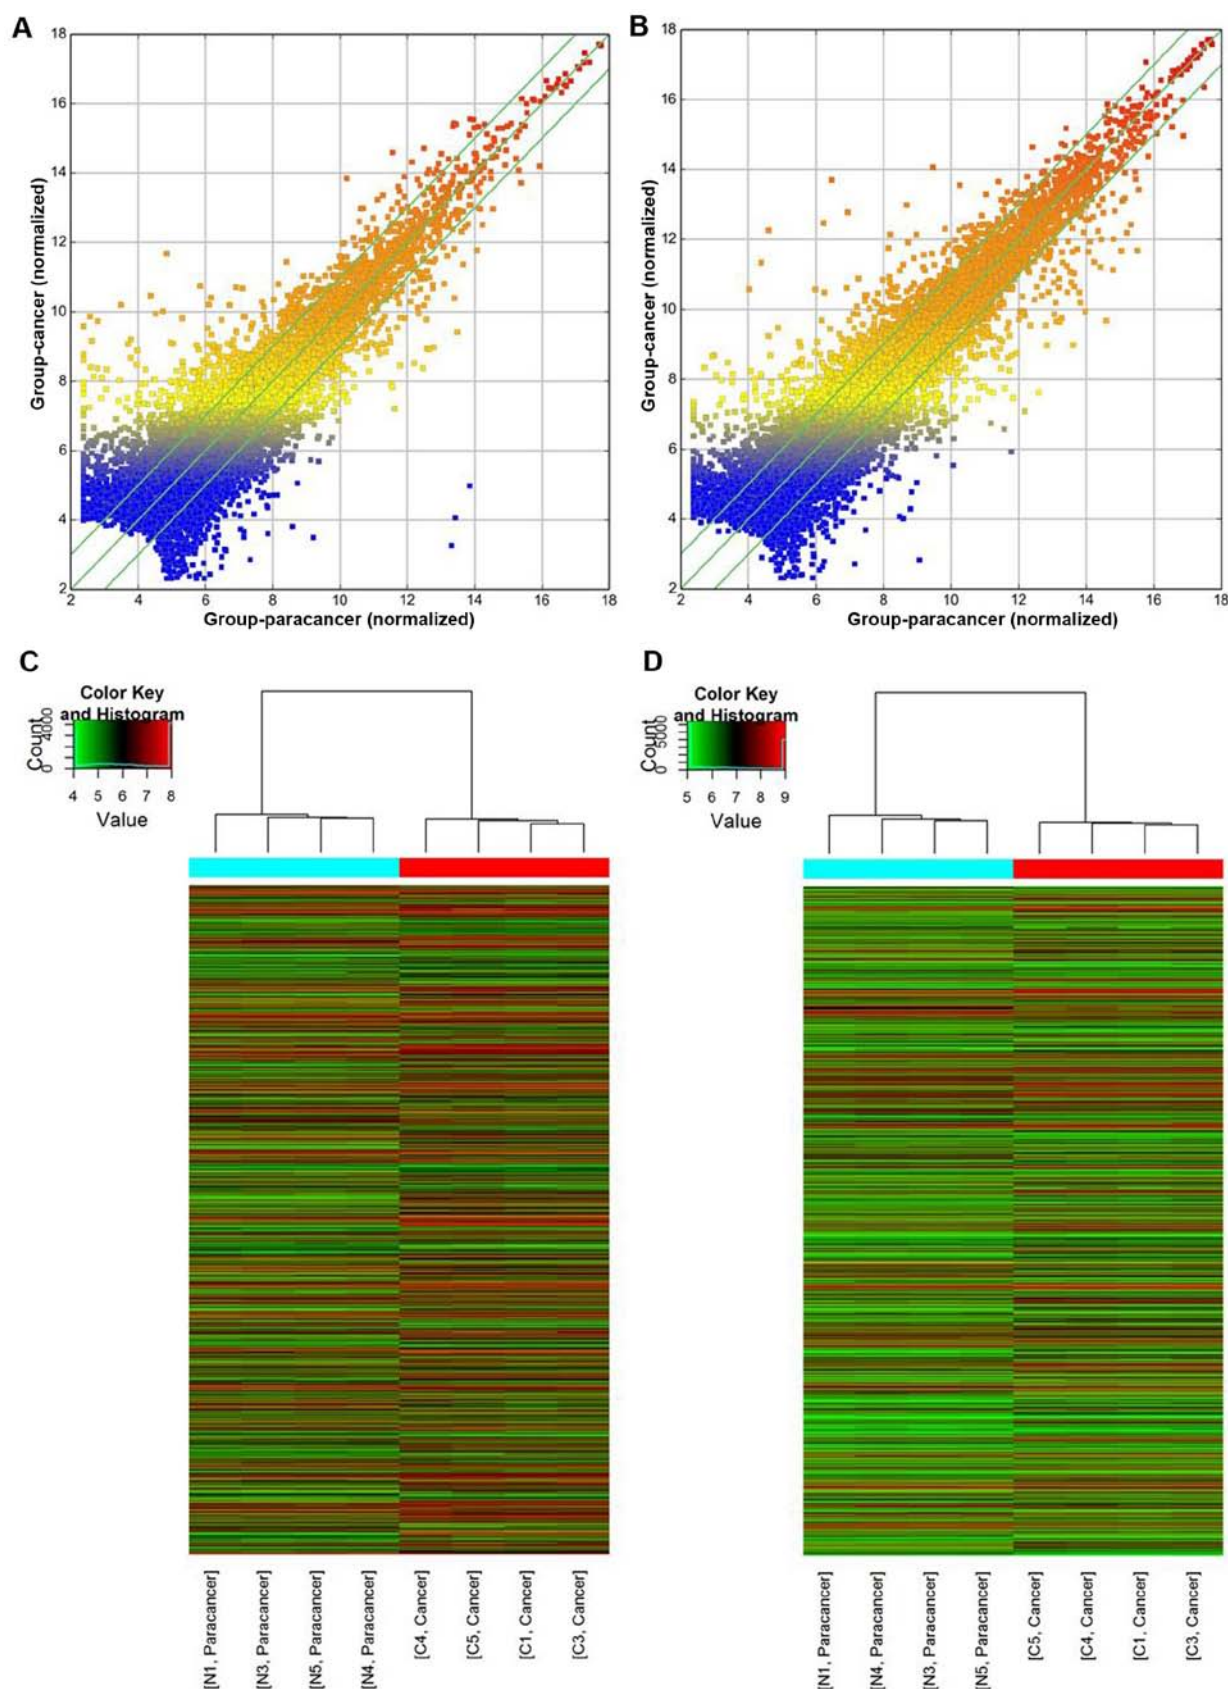 A
B
18
16
14
12
10
8
6
4
2
Group-cancer (normalized)
2 4 6 8 10 12 14 16 18
Group-paracancer (normalized)
18
16
14
12
10
8
6
4
2
Group-cancer (normalized)
2 4 6 8 10 12 14 16 18
Group-paracancer (normalized)
C
Color Key
and Histogram
Count
0 4000
4 5 6 7 8
Value
[N1, Paracancer]
[N3, Paracancer]
[N5, Paracancer]
[N4, Paracancer]
[C4, Cancer]
[C5, Cancer]
[C1, Cancer]
[C3, Cancer]
D
Color Key
and Histogram
Count
0 5000
5 6 7 8 9
Value
[N1, Paracancer]
[N4, Paracancer]
[N3, Paracancer]
[N5, Paracancer]
[C5, Cancer]
[C4, Cancer]
[C1, Cancer]
[C3, Cancer]